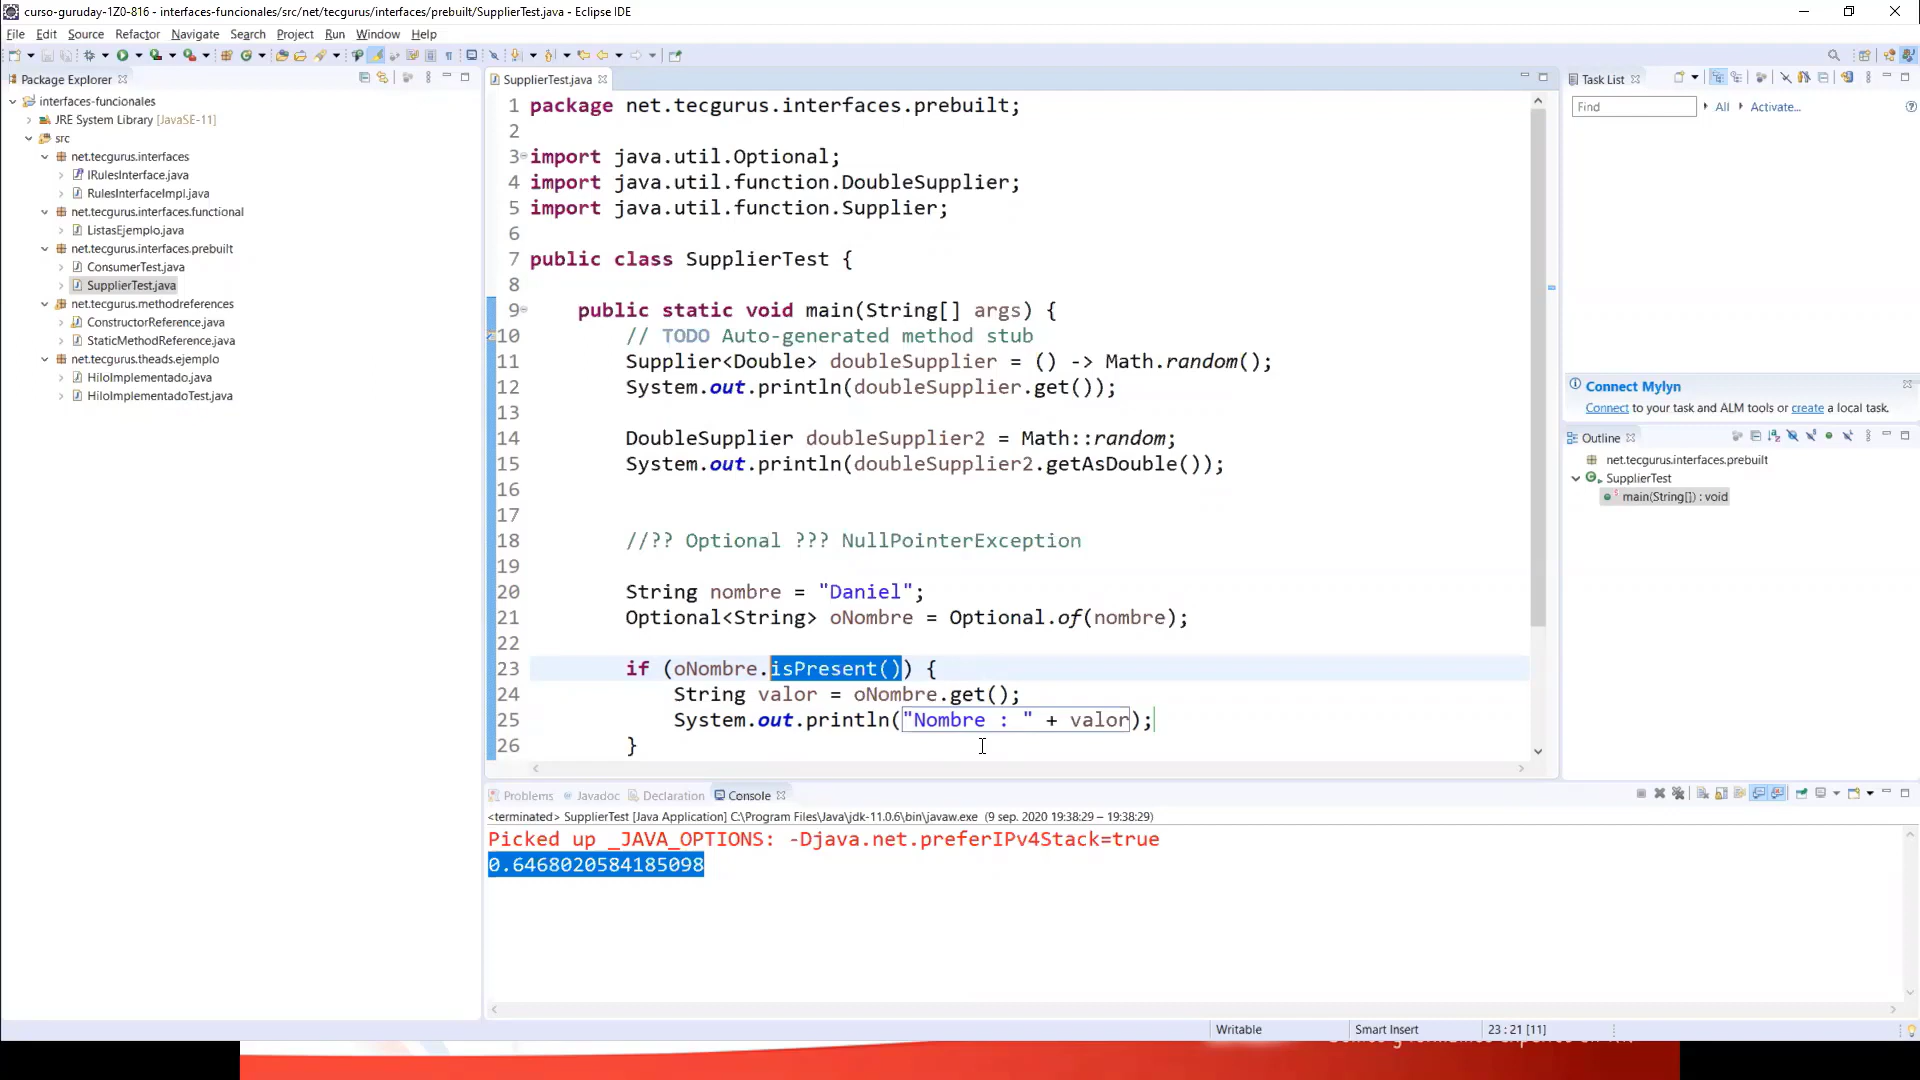 curso-guruday-1Z0-816 - interfaces-funcionales/src/net/tecgurus/interfaces/prebuilt/SupplierTest.java - Eclipse IDE
File Edit Source Refactor Navigate Search Project Run Window Help
Package Explorer
interfaces-funcionales
JRE System Library [JavaSE-11]
src
net.tecgurus.interfaces
IRulesInterface.java
RulesInterfaceImpl.java
net.tecgurus.interfaces.functional
ListasEjemplo.java
net.tecgurus.interfaces.prebuilt
ConsumerTest.java
SupplierTest.java
net.tecgurus.methodreferences
ConstructorReference.java
StaticMethodReference.java
net.tecgurus.theads.ejemplo
HiloImplementado.java
HiloImplementadoTest.java
SupplierTest.java
1 package net.tecgurus.interfaces.prebuilt;
2
3 import java.util.Optional;
4 import java.util.function.DoubleSupplier;
5 import java.util.function.Supplier;
6
7 public class SupplierTest {
8
9 public static void main(String[] args) {
10 // TODO Auto-generated method stub
11 Supplier<Double> doubleSupplier = () -> Math.random();
12 System.out.println(doubleSupplier.get());
13
14 DoubleSupplier doubleSupplier2 = Math::random;
15 System.out.println(doubleSupplier2.getAsDouble());
16
17
18 //?? Optional ??? NullPointerException
19
20 String nombre = "Daniel";
21 Optional<String> oNombre = Optional.of(nombre);
22
23 if (oNombre.isPresent()) {
24 String valor = oNombre.get();
25 System.out.println("Nombre : " + valor);
26 }
Task List
Find All Activate...
Connect Mylyn
Connect to your task and ALM tools or create a local task.
Outline
net.tecgurus.interfaces.prebuilt
SupplierTest
main(String[]) : void
Problems Javadoc Declaration Console
<terminated> SupplierTest [Java Application] C:\Program Files\Java\jdk-11.0.6\bin\javaw.exe (9 sep. 2020 19:38:29 – 19:38:29)
Picked up _JAVA_OPTIONS: -Djava.net.preferIPv4Stack=true
0.6468020584185098
Writable Smart Insert 23 : 21 [11]